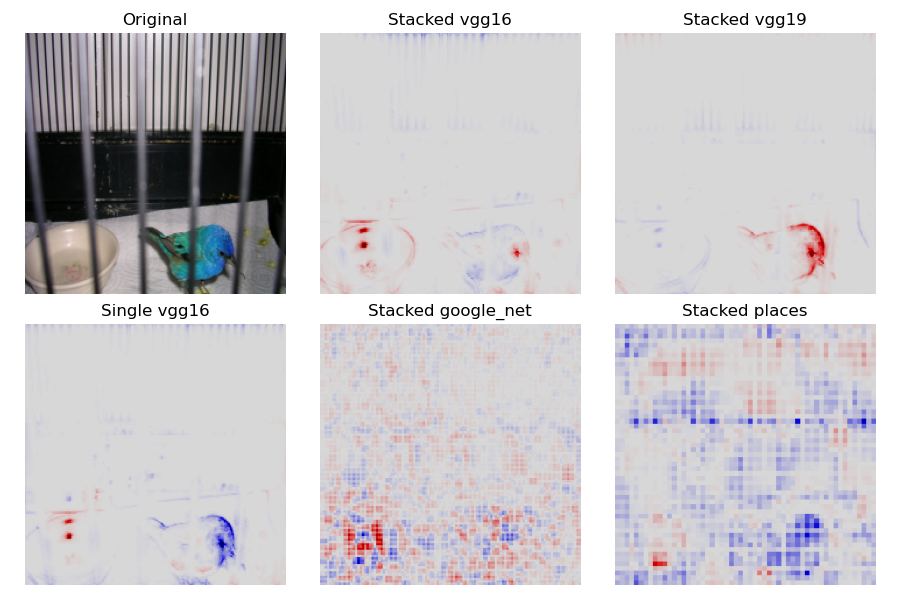 Original
Stacked vgg16
Stacked vgg19
Single vgg16
Stacked google_net
Stacked places